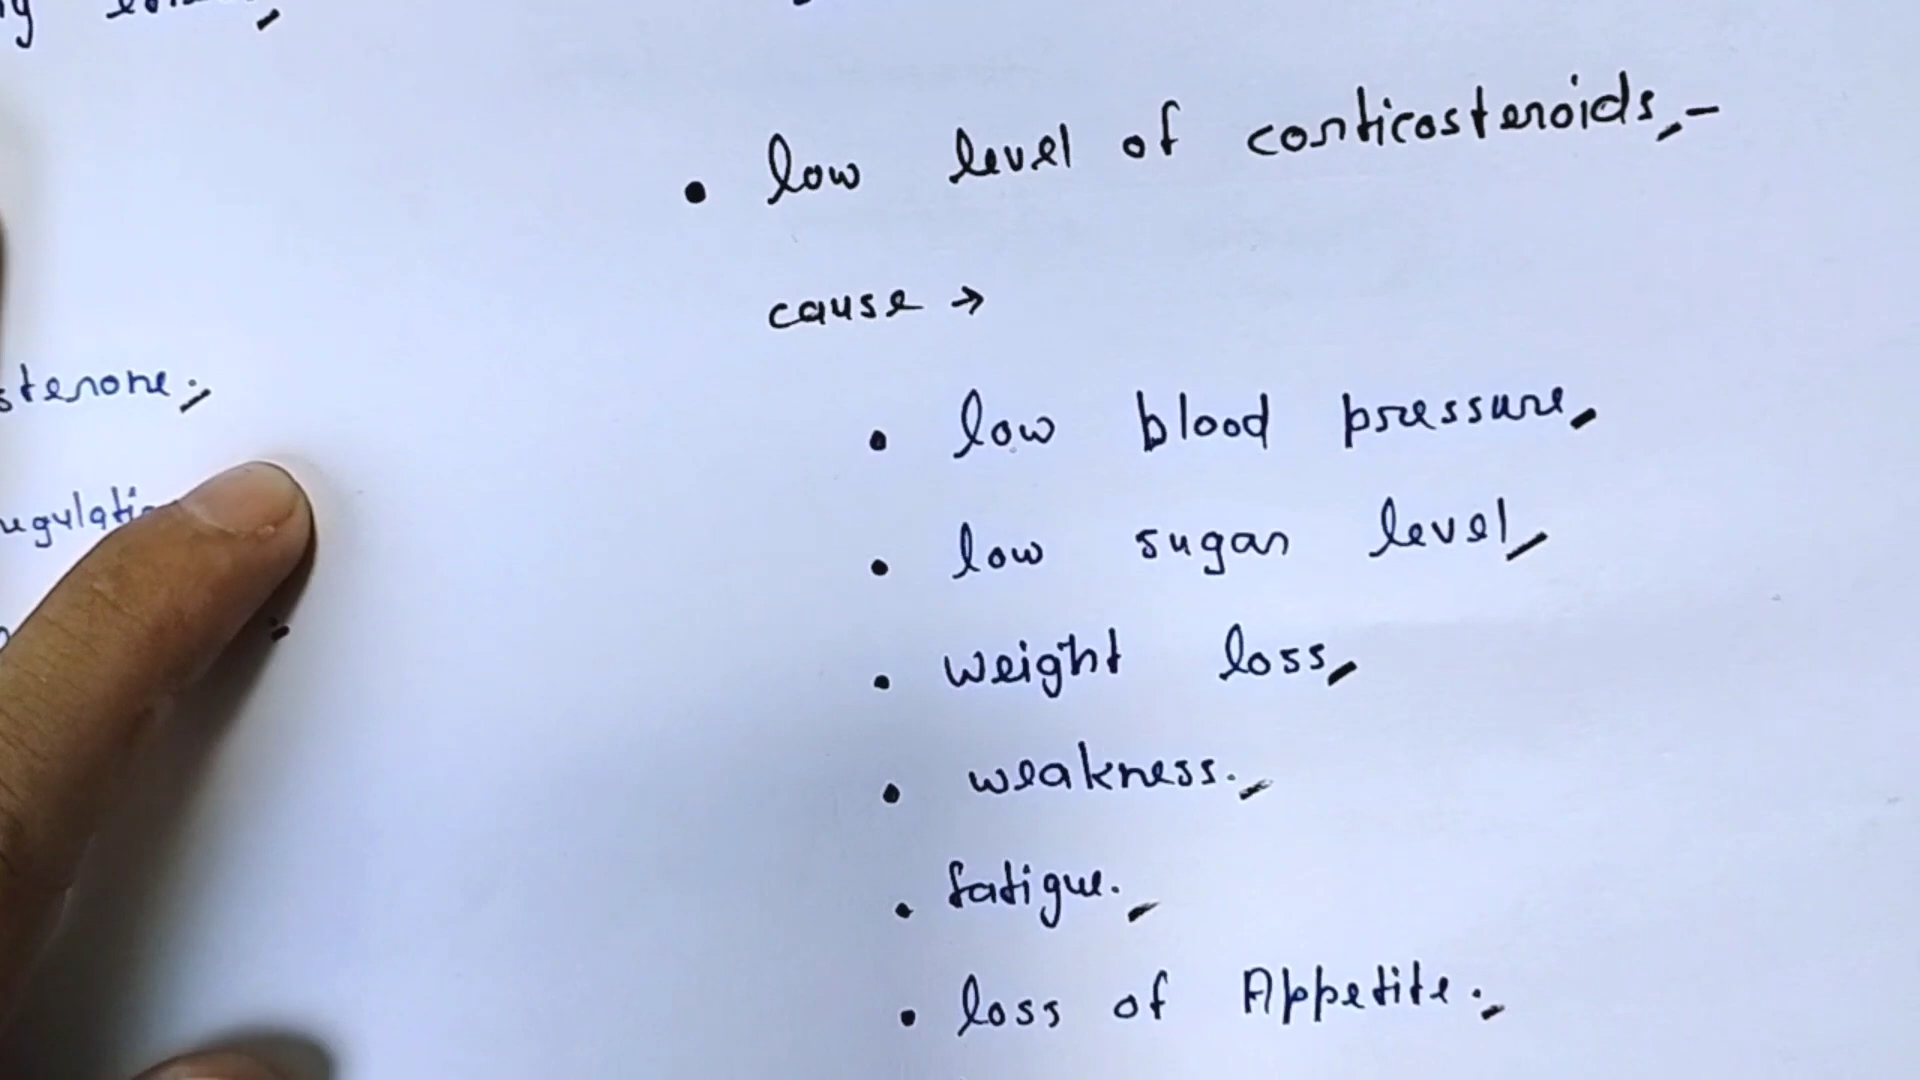 • low level of corticosteroids,-
cause →
• low blood pressure,
• low sugar level,
• weight loss,
• weakness.
• fatigue.
• loss of Appetite.